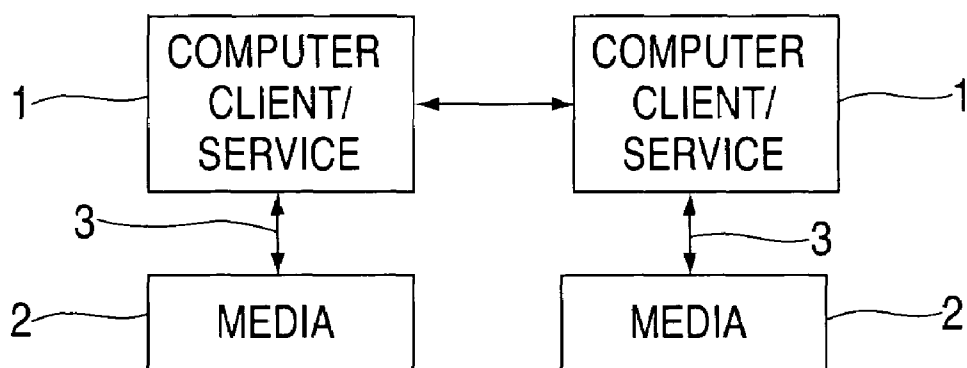 COMPUTER
CLIENT/
SERVICE
COMPUTER
CLIENT/
SERVICE
1
1
3
3
2
MEDIA
MEDIA
2